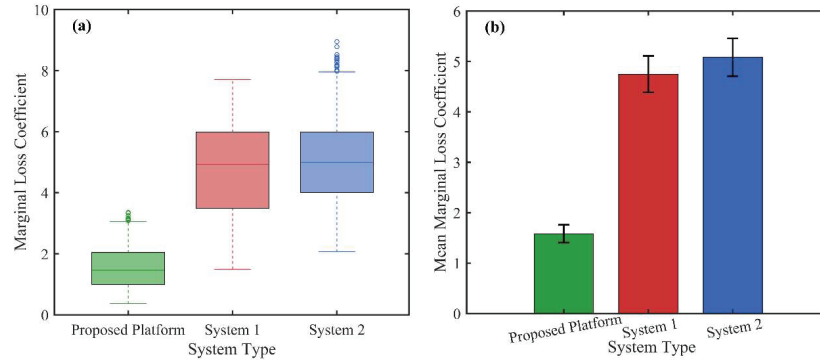 (a)
Marginal Loss Coefficient
10
8
6
4
2
0
Proposed Platform System 1 System 2
System Type
(b)
Mean Marginal Loss Coefficient
6
5
4
3
2
1
0
Proposed Platform System 1 System 2
System Type